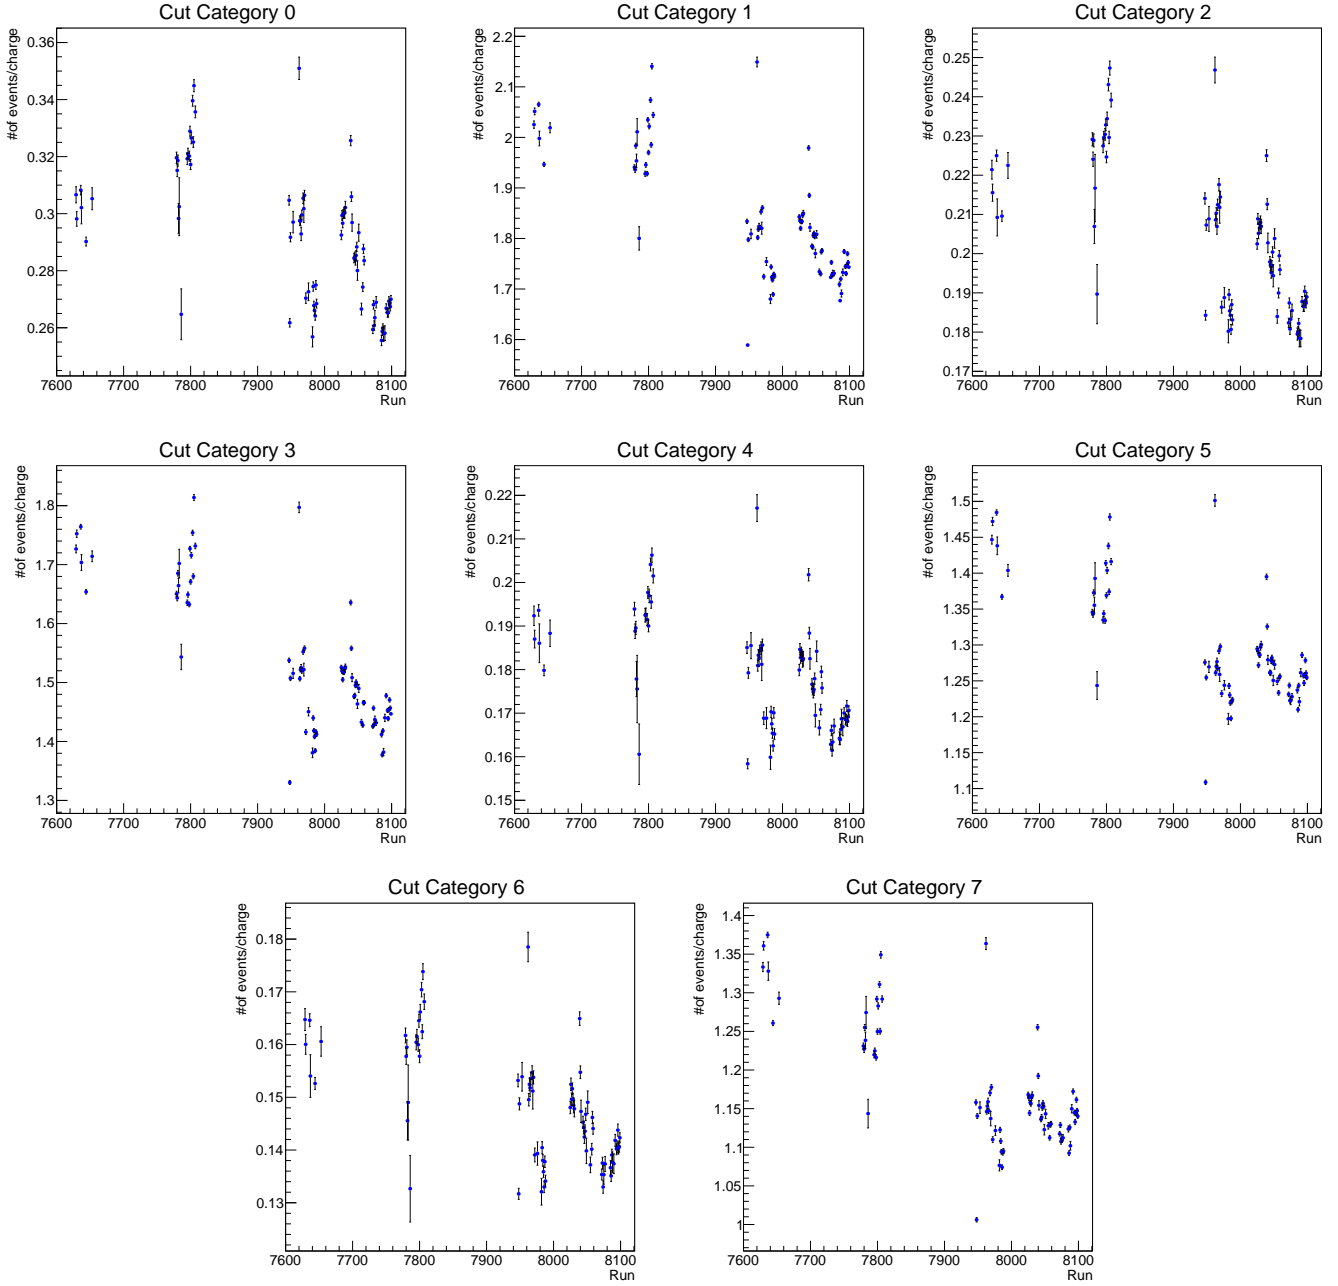 Cut Category 0
#of events/charge
0.36
0.34
0.32
0.3
0.28
0.26
7600 7700 7800 7900 8000 8100
Run
Cut Category 1
#of events/charge
2.2
2.1
2
1.9
1.8
1.7
1.6
7600 7700 7800 7900 8000 8100
Run
Cut Category 2
#of events/charge
0.25
0.24
0.23
0.22
0.21
0.2
0.19
0.18
0.17
7600 7700 7800 7900 8000 8100
Run
Cut Category 3
#of events/charge
1.8
1.7
1.6
1.5
1.4
1.3
7600 7700 7800 7900 8000 8100
Run
Cut Category 4
#of events/charge
0.22
0.21
0.2
0.19
0.18
0.17
0.16
0.15
7600 7700 7800 7900 8000 8100
Run
Cut Category 5
#of events/charge
1.5
1.45
1.4
1.35
1.3
1.25
1.2
1.15
1.1
7600 7700 7800 7900 8000 8100
Run
Cut Category 6
#of events/charge
0.18
0.17
0.16
0.15
0.14
0.13
7600 7700 7800 7900 8000 8100
Run
Cut Category 7
#of events/charge
1.4
1.35
1.3
1.25
1.2
1.15
1.1
1.05
1
7600 7700 7800 7900 8000 8100
Run